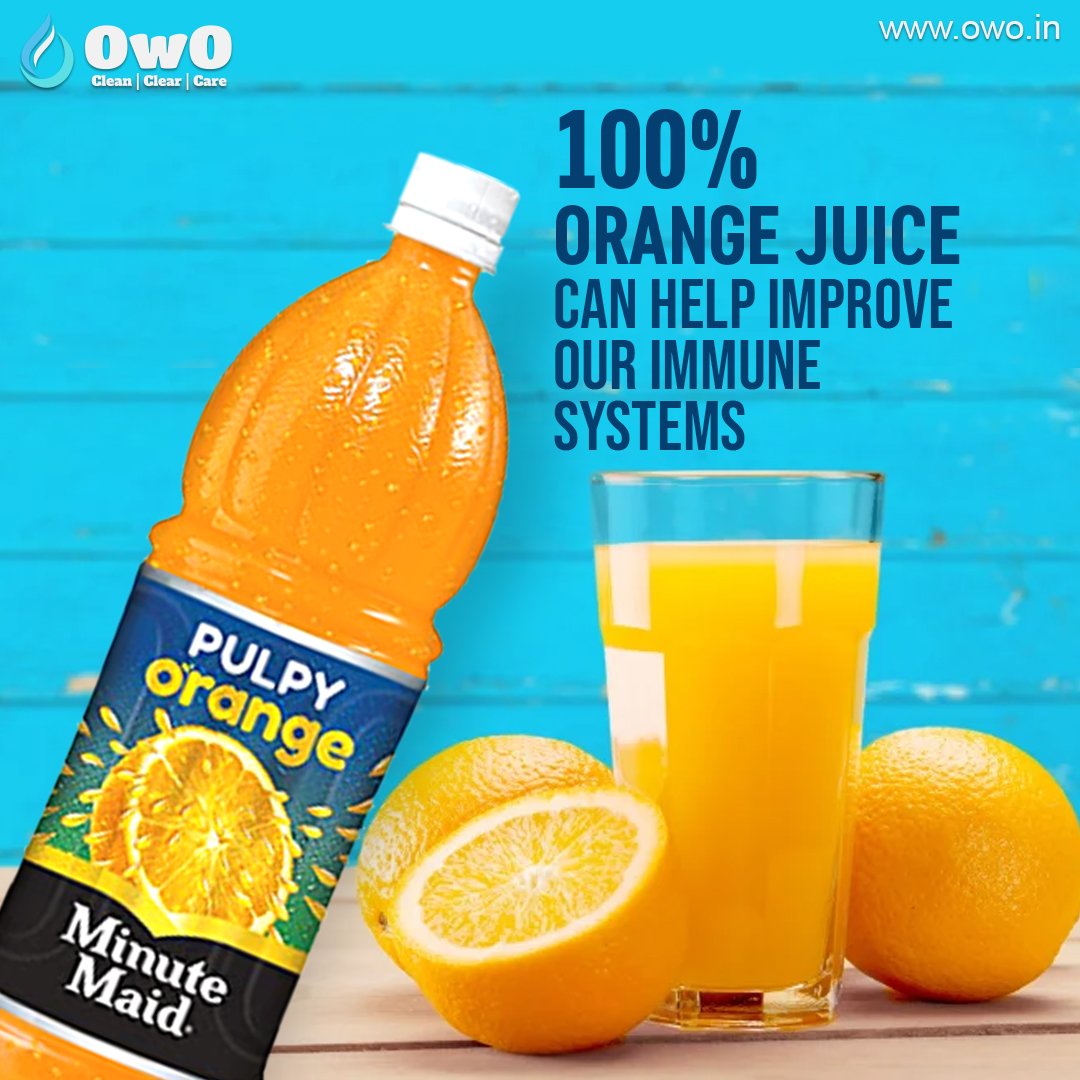 OwO
Clean | Clear | Care
www.owo.in
100%
ORANGE JUICE
CAN HELP IMPROVE
OUR IMMUNE
SYSTEMS
PULPY
orange
Minute
Maid